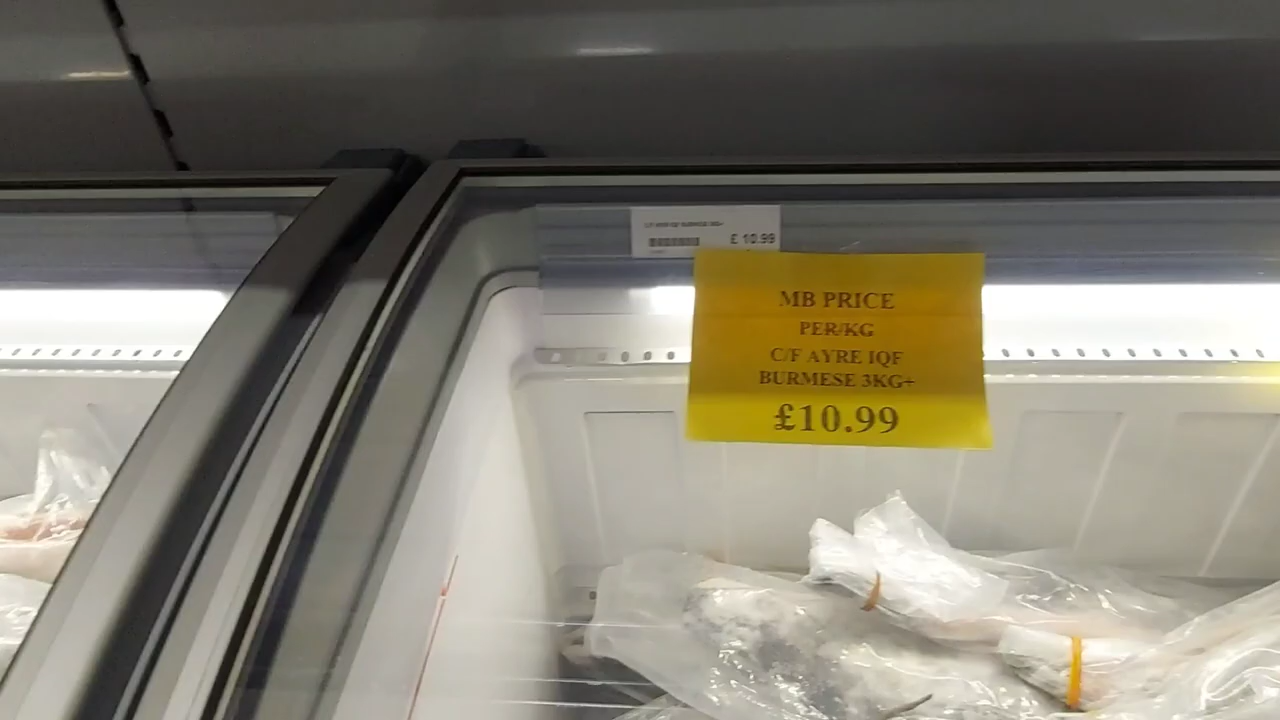 £ 10.99
MB PRICE
PER/KG
C/F AYRE IQF
BURMESE 3KG+
£10.99